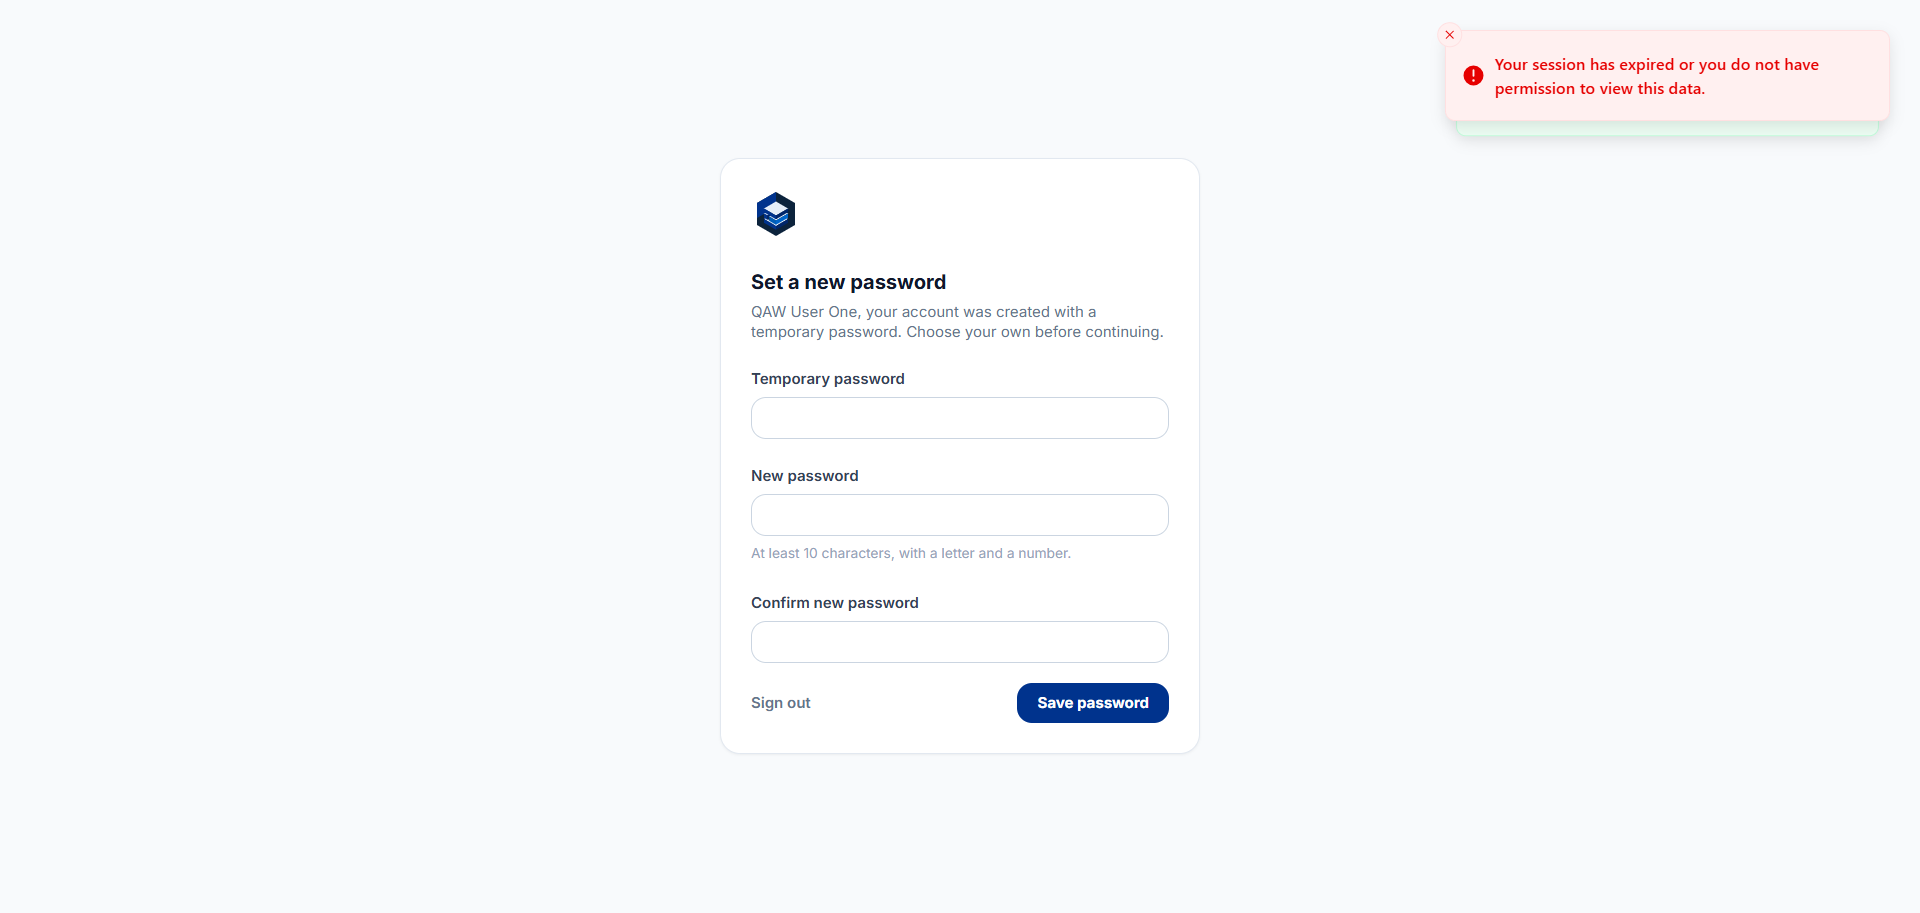 Your session has expired or you do not have
permission to view this data.
Set a new password
QAW User One, your account was created with a
temporary password. Choose your own before continuing.
Temporary password
New password
At least 10 characters, with a letter and a number.
Confirm new password
Sign out
Save password